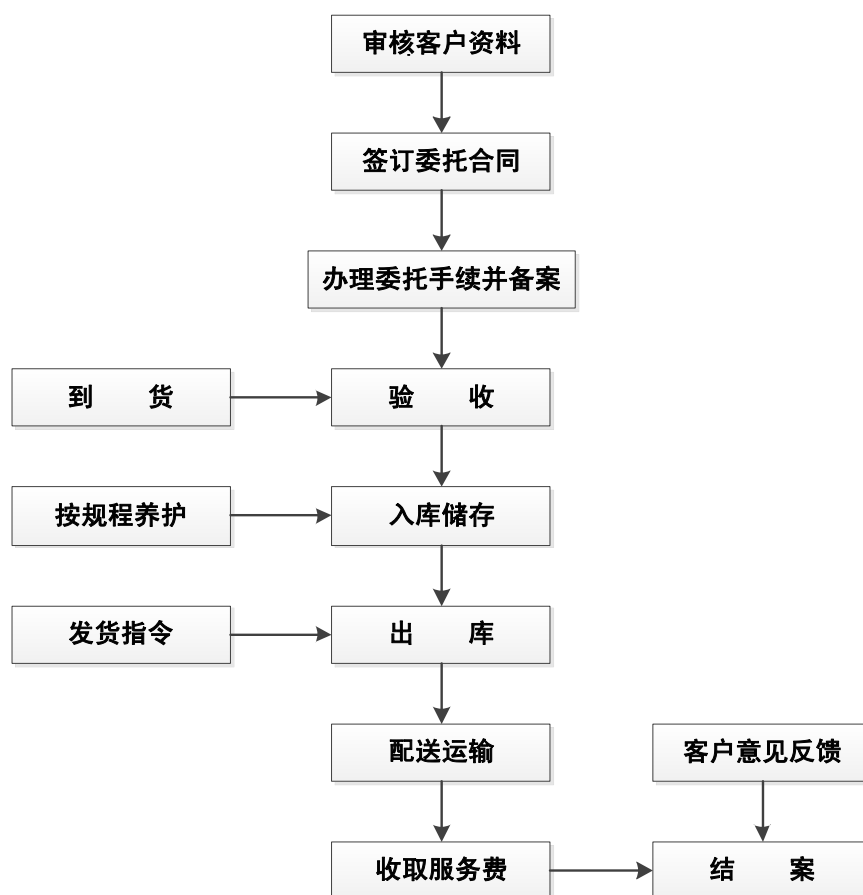 审核客户资料
签订委托合同
办理委托手续并备案
到 货
验 收
按规程养护
入库储存
发货指令
出 库
配送运输
客户意见反馈
收取服务费
结 案